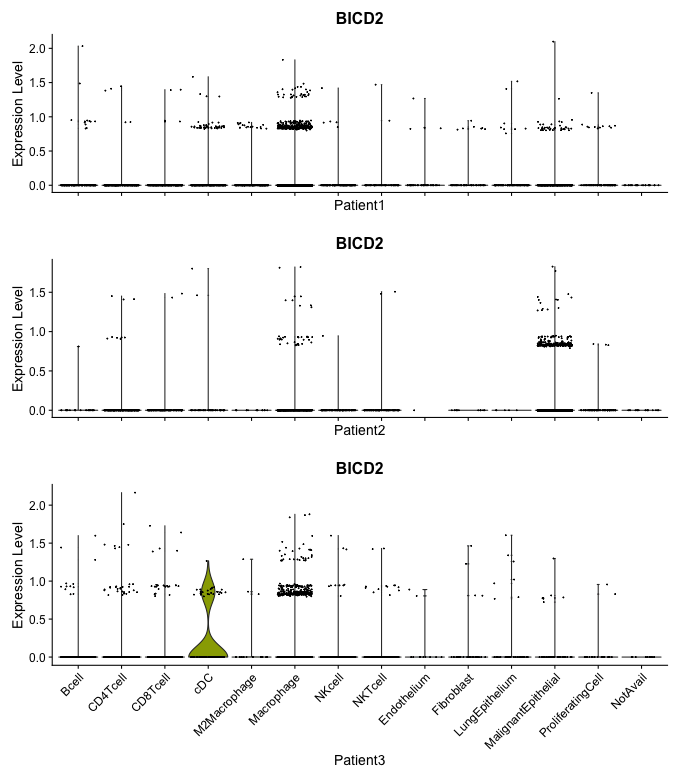 BICD2
Expression Level
2.0
1.5
1.0
0.5
0.0
Patient1
BICD2
Expression Level
1.5
1.0
0.5
0.0
Patient2
BICD2
Expression Level
2.0
1.5
1.0
0.5
0.0
Bcell
CD4Tcell
CD8Tcell
cDC
M2Macrophage
Macrophage
NKcell
NKTcell
Endothelium
Fibroblast
LungEpithelium
MalignantEpithelial
ProliferatingCell
NotAvail
Patient3